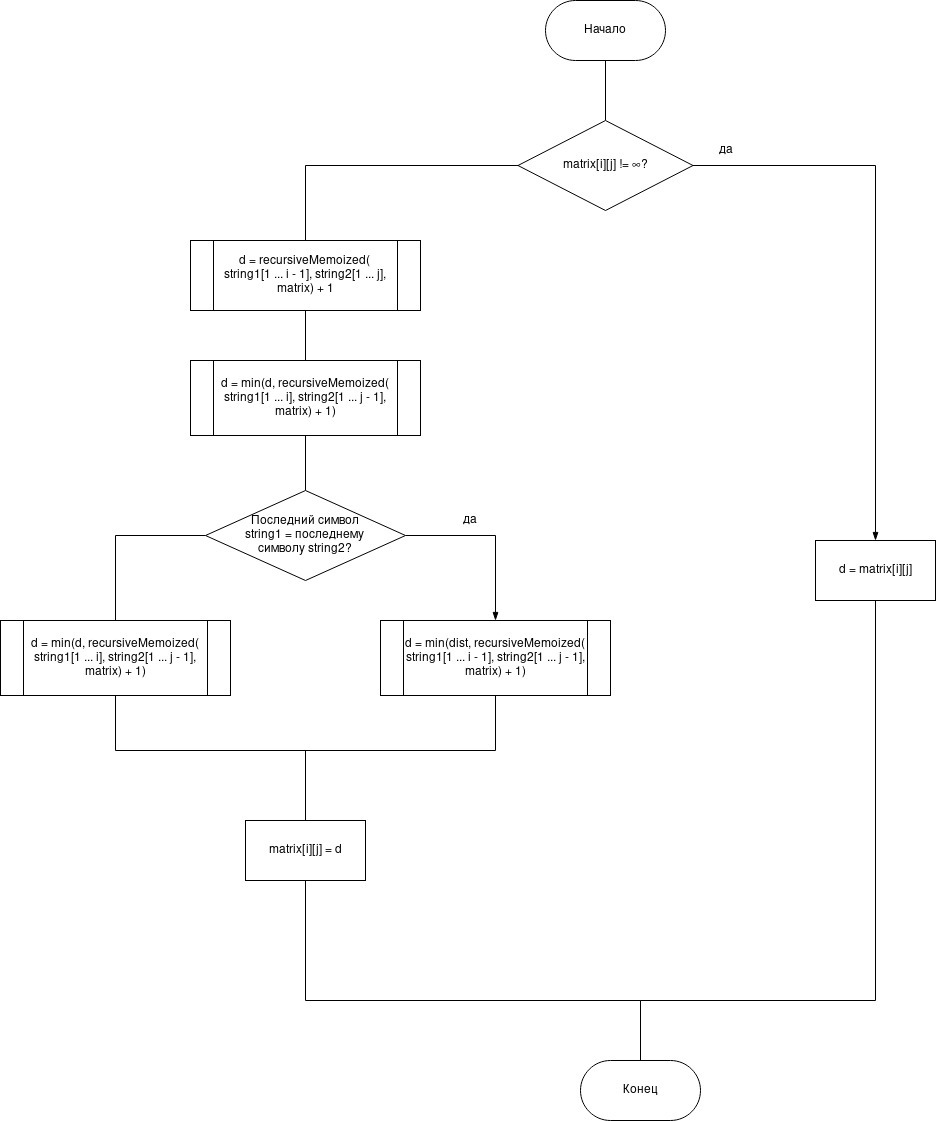 Начало
да
matrix[i][j] != ∞?
d = recursiveMemoized(
string1[1 ... i - 1], string2[1 ... j],
matrix) + 1
d = min(d, recursiveMemoized(
string1[1 ... i], string2[1 ... j - 1],
matrix) + 1)
Последний символ
string1 = последнему
символу string2?
да
d = matrix[i][j]
d = min(d, recursiveMemoized(
string1[1 ... i], string2[1 ... j - 1],
matrix) + 1)
d = min(dist, recursiveMemoized(
string1[1 ... i - 1], string2[1 ... j - 1],
matrix) + 1)
matrix[i][j] = d
Конец